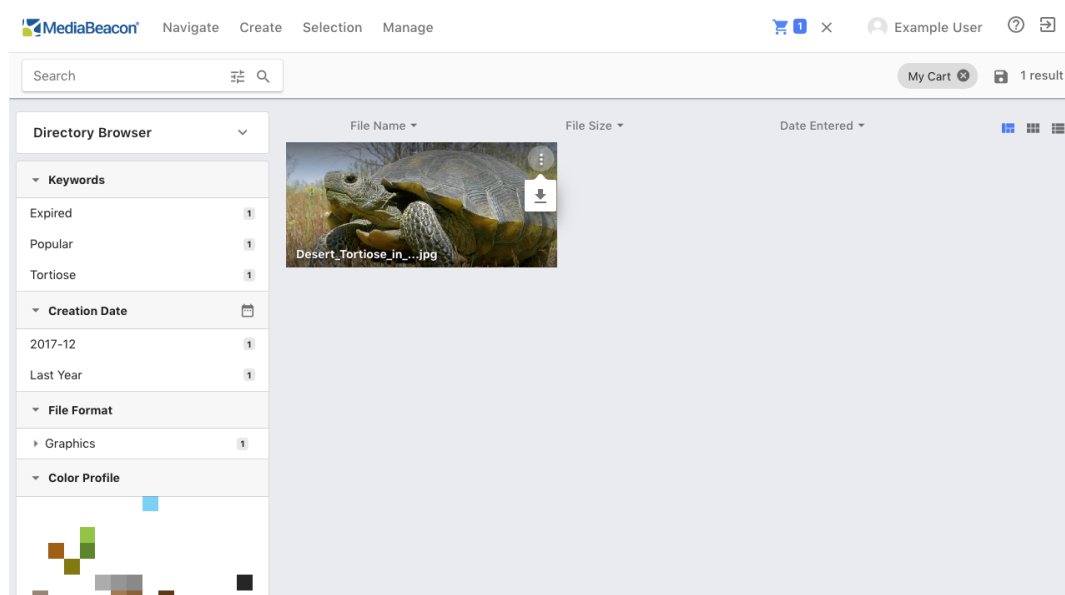 MediaBeacon® Navigate Create Selection Manage 1 Example User
Search My Cart 1 result
Directory Browser File Name File Size Date Entered
Keywords
Expired 1
Popular 1
Tortiose 1
Desert_Tortiose_in_...jpg
Creation Date
2017-12 1
Last Year 1
File Format
Graphics 1
Color Profile